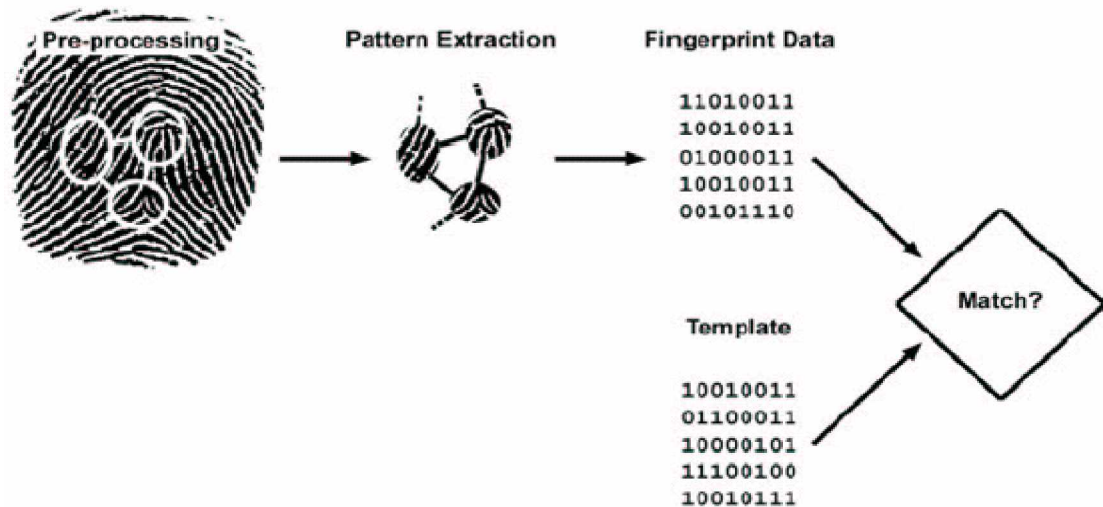 Pre-processing
Pattern Extraction
Fingerprint Data
11010011
10010011
01000011
10010011
00101110
Match?
Template
10010011
01100011
10000101
11100100
10010111